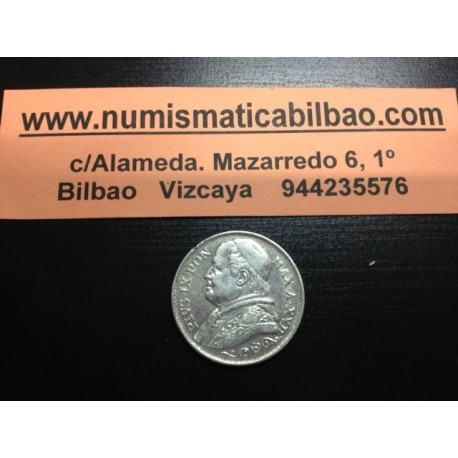 www.numismaticabilbao.com
c/Alameda. Mazarredo 6, 1º
Bilbao Vizcaya 944235576
PIVS IX PON MAX A XXI